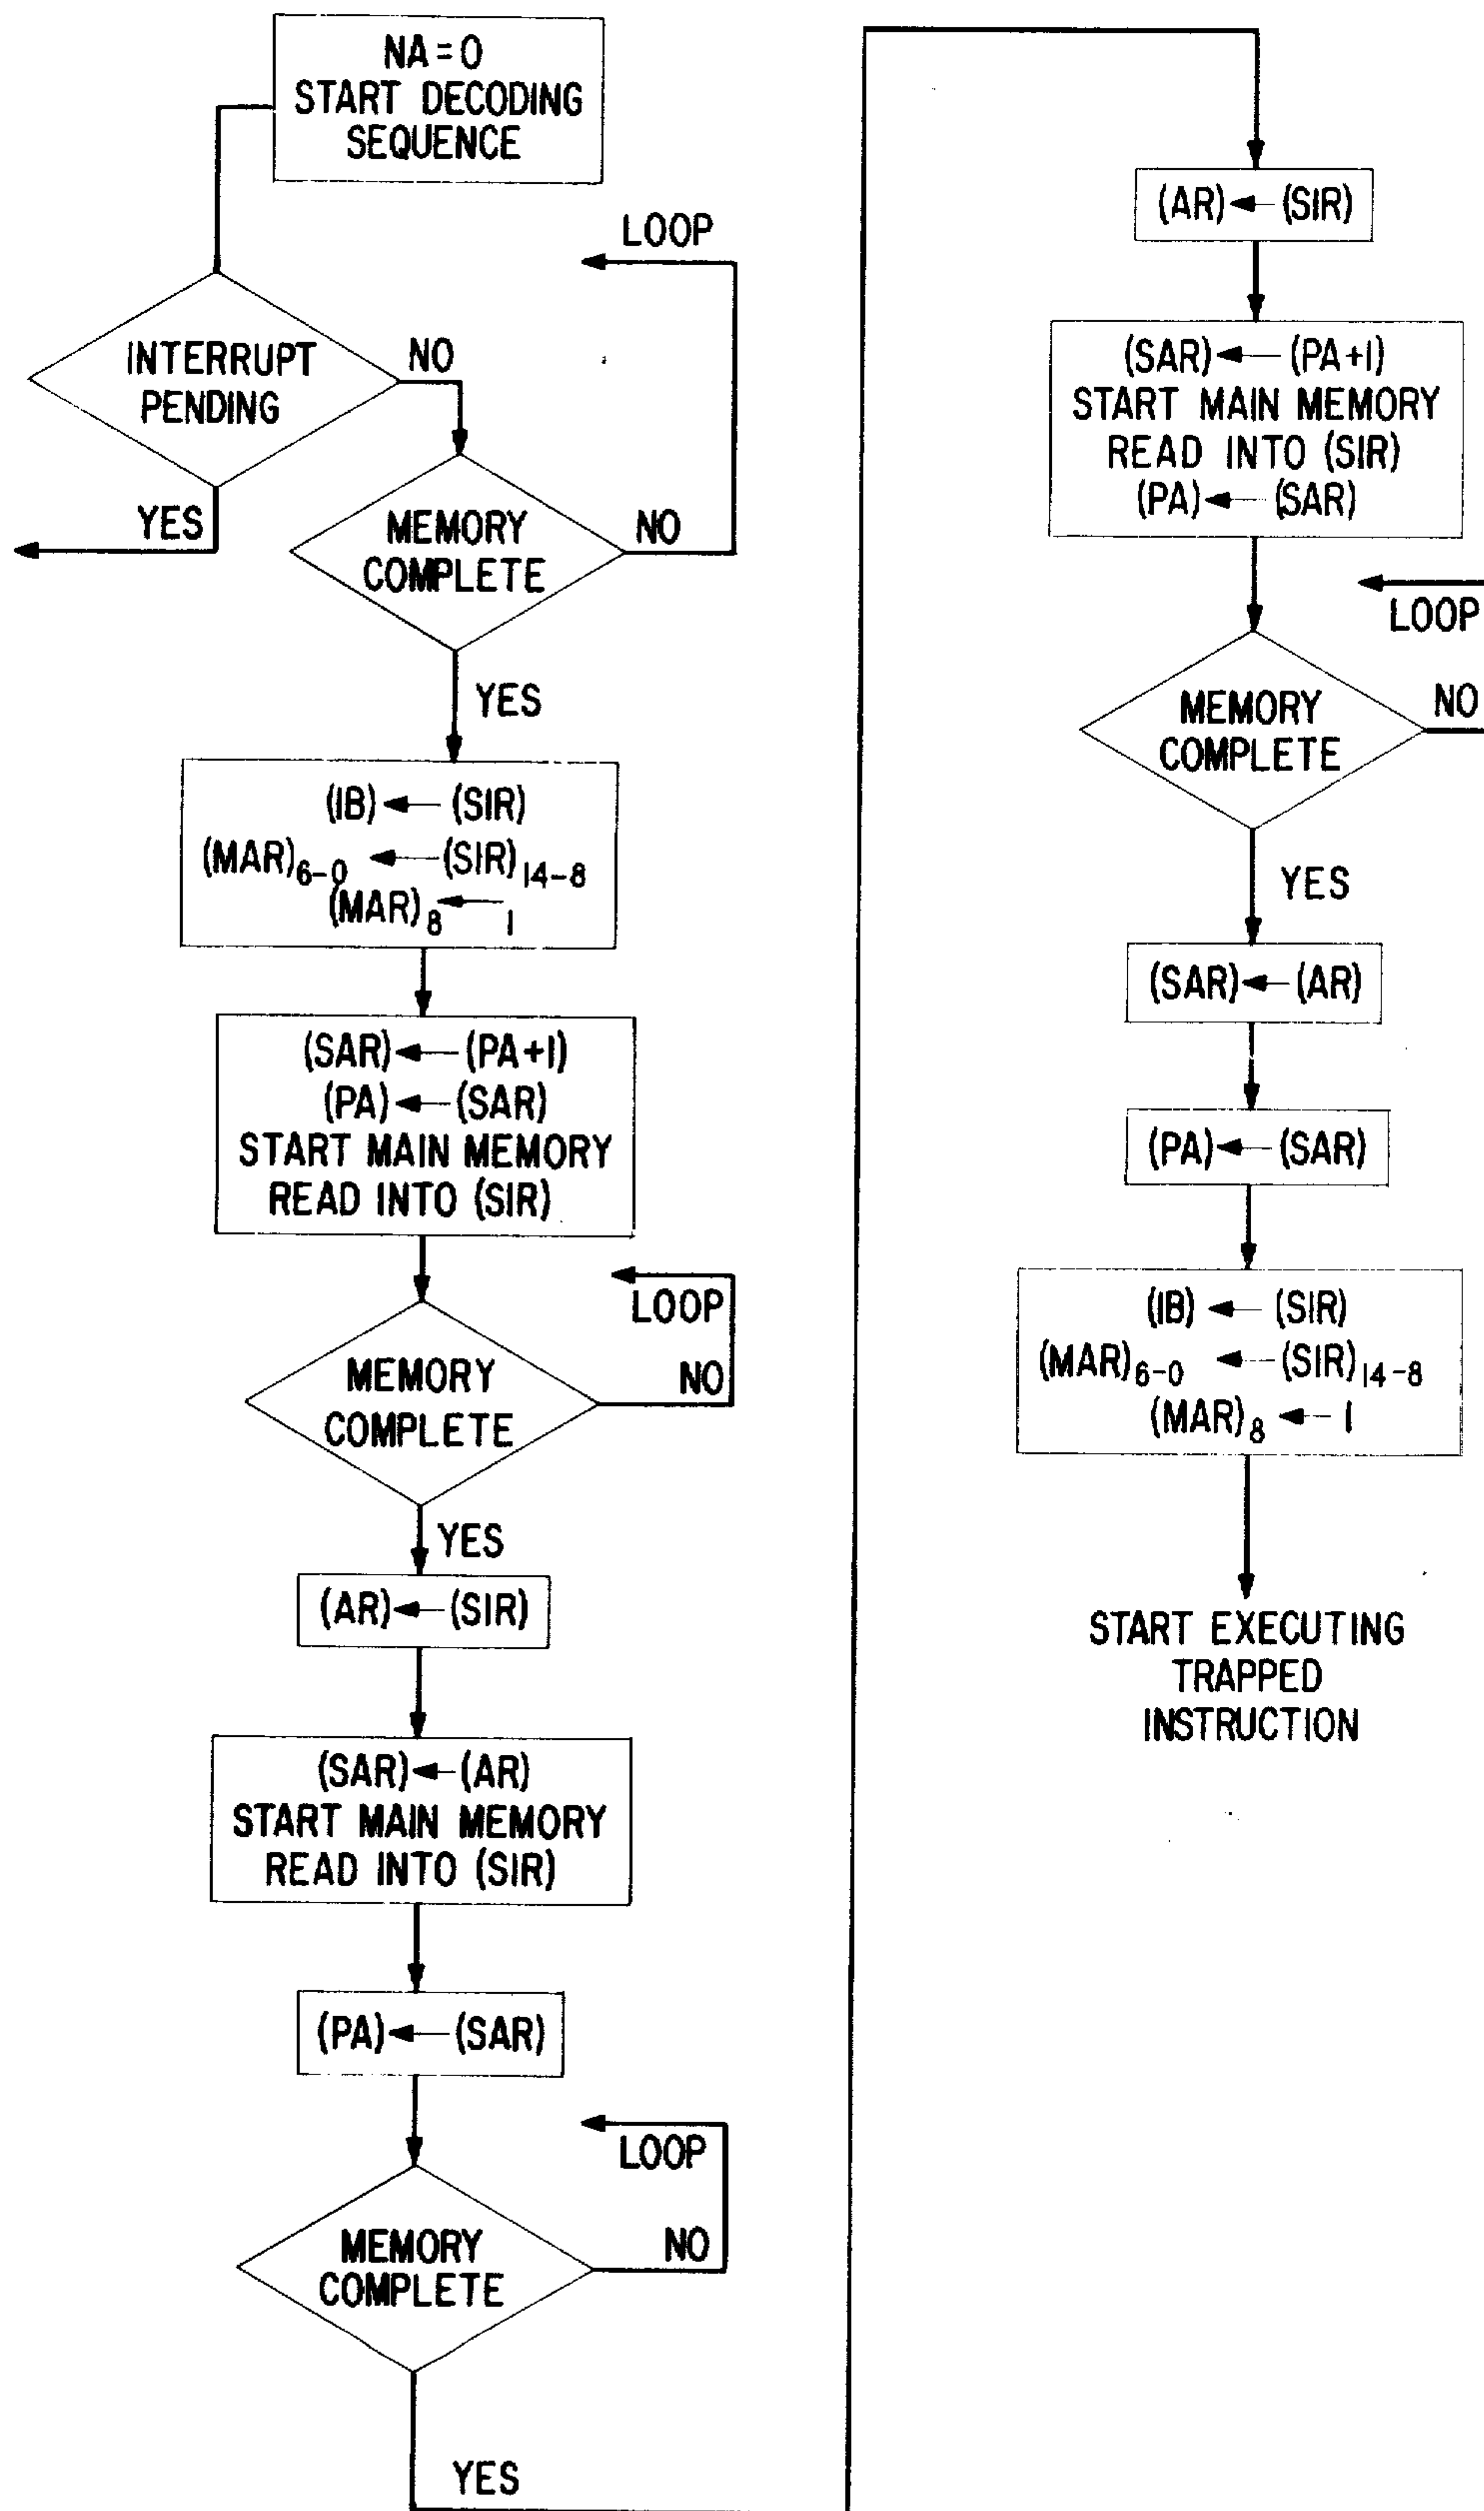 NA=0
START DECODING
SEQUENCE
LOOP
INTERRUPT
PENDING
NO
YES
MEMORY
COMPLETE
NO
YES
(IB) ← (SIR)
(MAR)6-0 ← (SIR)14-8
(MAR)8 ← 1
(SAR) ← (PA+1)
(PA) ← (SAR)
START MAIN MEMORY
READ INTO (SIR)
LOOP
MEMORY
COMPLETE
NO
YES
(AR) ← (SIR)
(SAR) ← (AR)
START MAIN MEMORY
READ INTO (SIR)
(PA) ← (SAR)
LOOP
MEMORY
COMPLETE
NO
YES
(AR) ← (SIR)
(SAR) ← (PA+1)
START MAIN MEMORY
READ INTO (SIR)
(PA) ← (SAR)
LOOP
MEMORY
COMPLETE
NO
YES
(SAR) ← (AR)
(PA) ← (SAR)
(IB) ← (SIR)
(MAR)6-0 ← (SIR)14-8
(MAR)8 ← 1
START EXECUTING
TRAPPED
INSTRUCTION